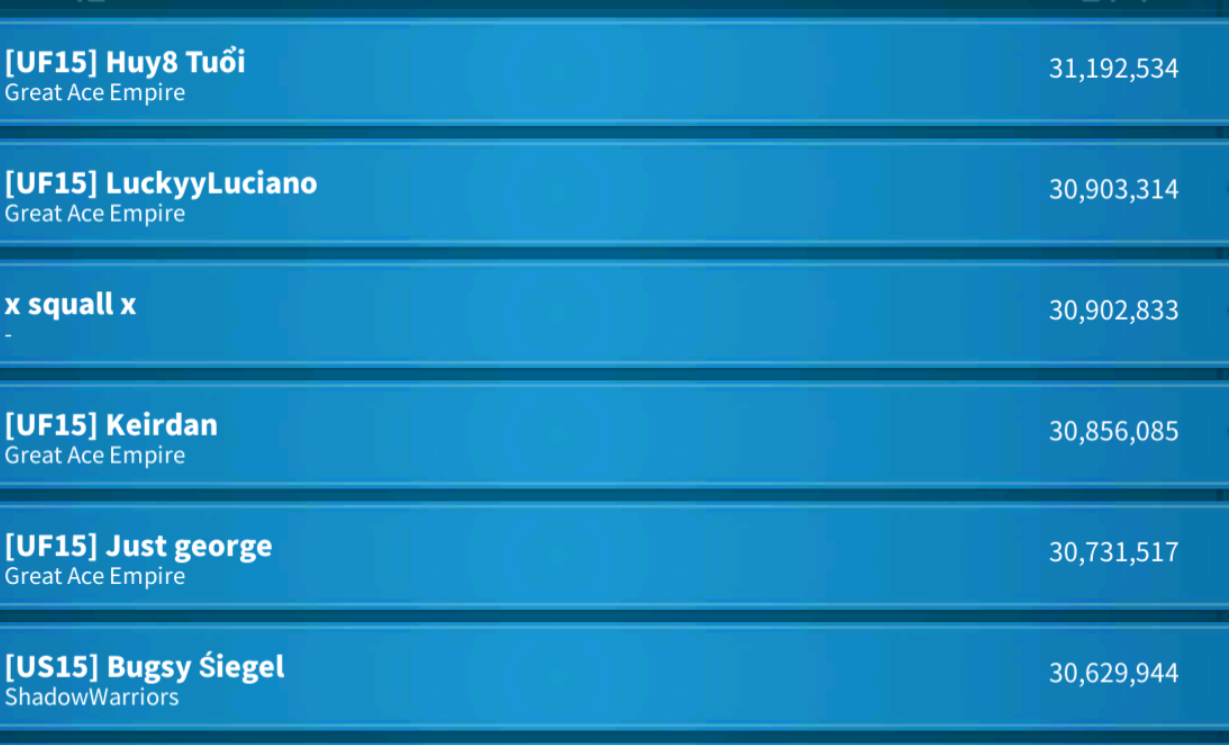 [UF15] Huy8 Tuổi
Great Ace Empire
31,192,534
[UF15] LuckyyLuciano
Great Ace Empire
30,903,314
x squall x
-
30,902,833
[UF15] Keirdan
Great Ace Empire
30,856,085
[UF15] Just george
Great Ace Empire
30,731,517
[US15] Bugsy Śiegel
ShadowWarriors
30,629,944